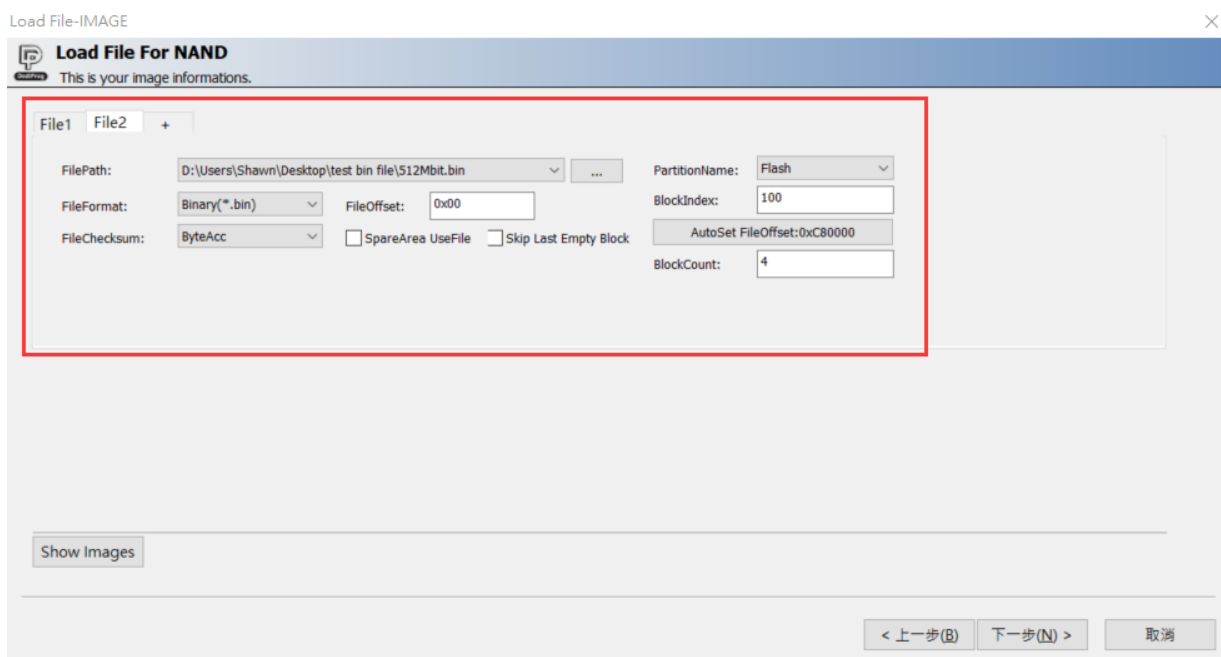 Load File-IMAGE
DediProg
Load File For NAND
This is your image informations.
File1 File2 +
FilePath: D:\Users\Shawn\Desktop\test bin file\512Mbit.bin ... PartitionName: Flash
FileFormat: Binary(*.bin) FileOffset: 0x00 BlockIndex: 100
FileChecksum: ByteAcc SpareArea UseFile Skip Last Empty Block AutoSet FileOffset:0xC80000
BlockCount: 4
Show Images
< 上一步(B) 下一步(N) > 取消